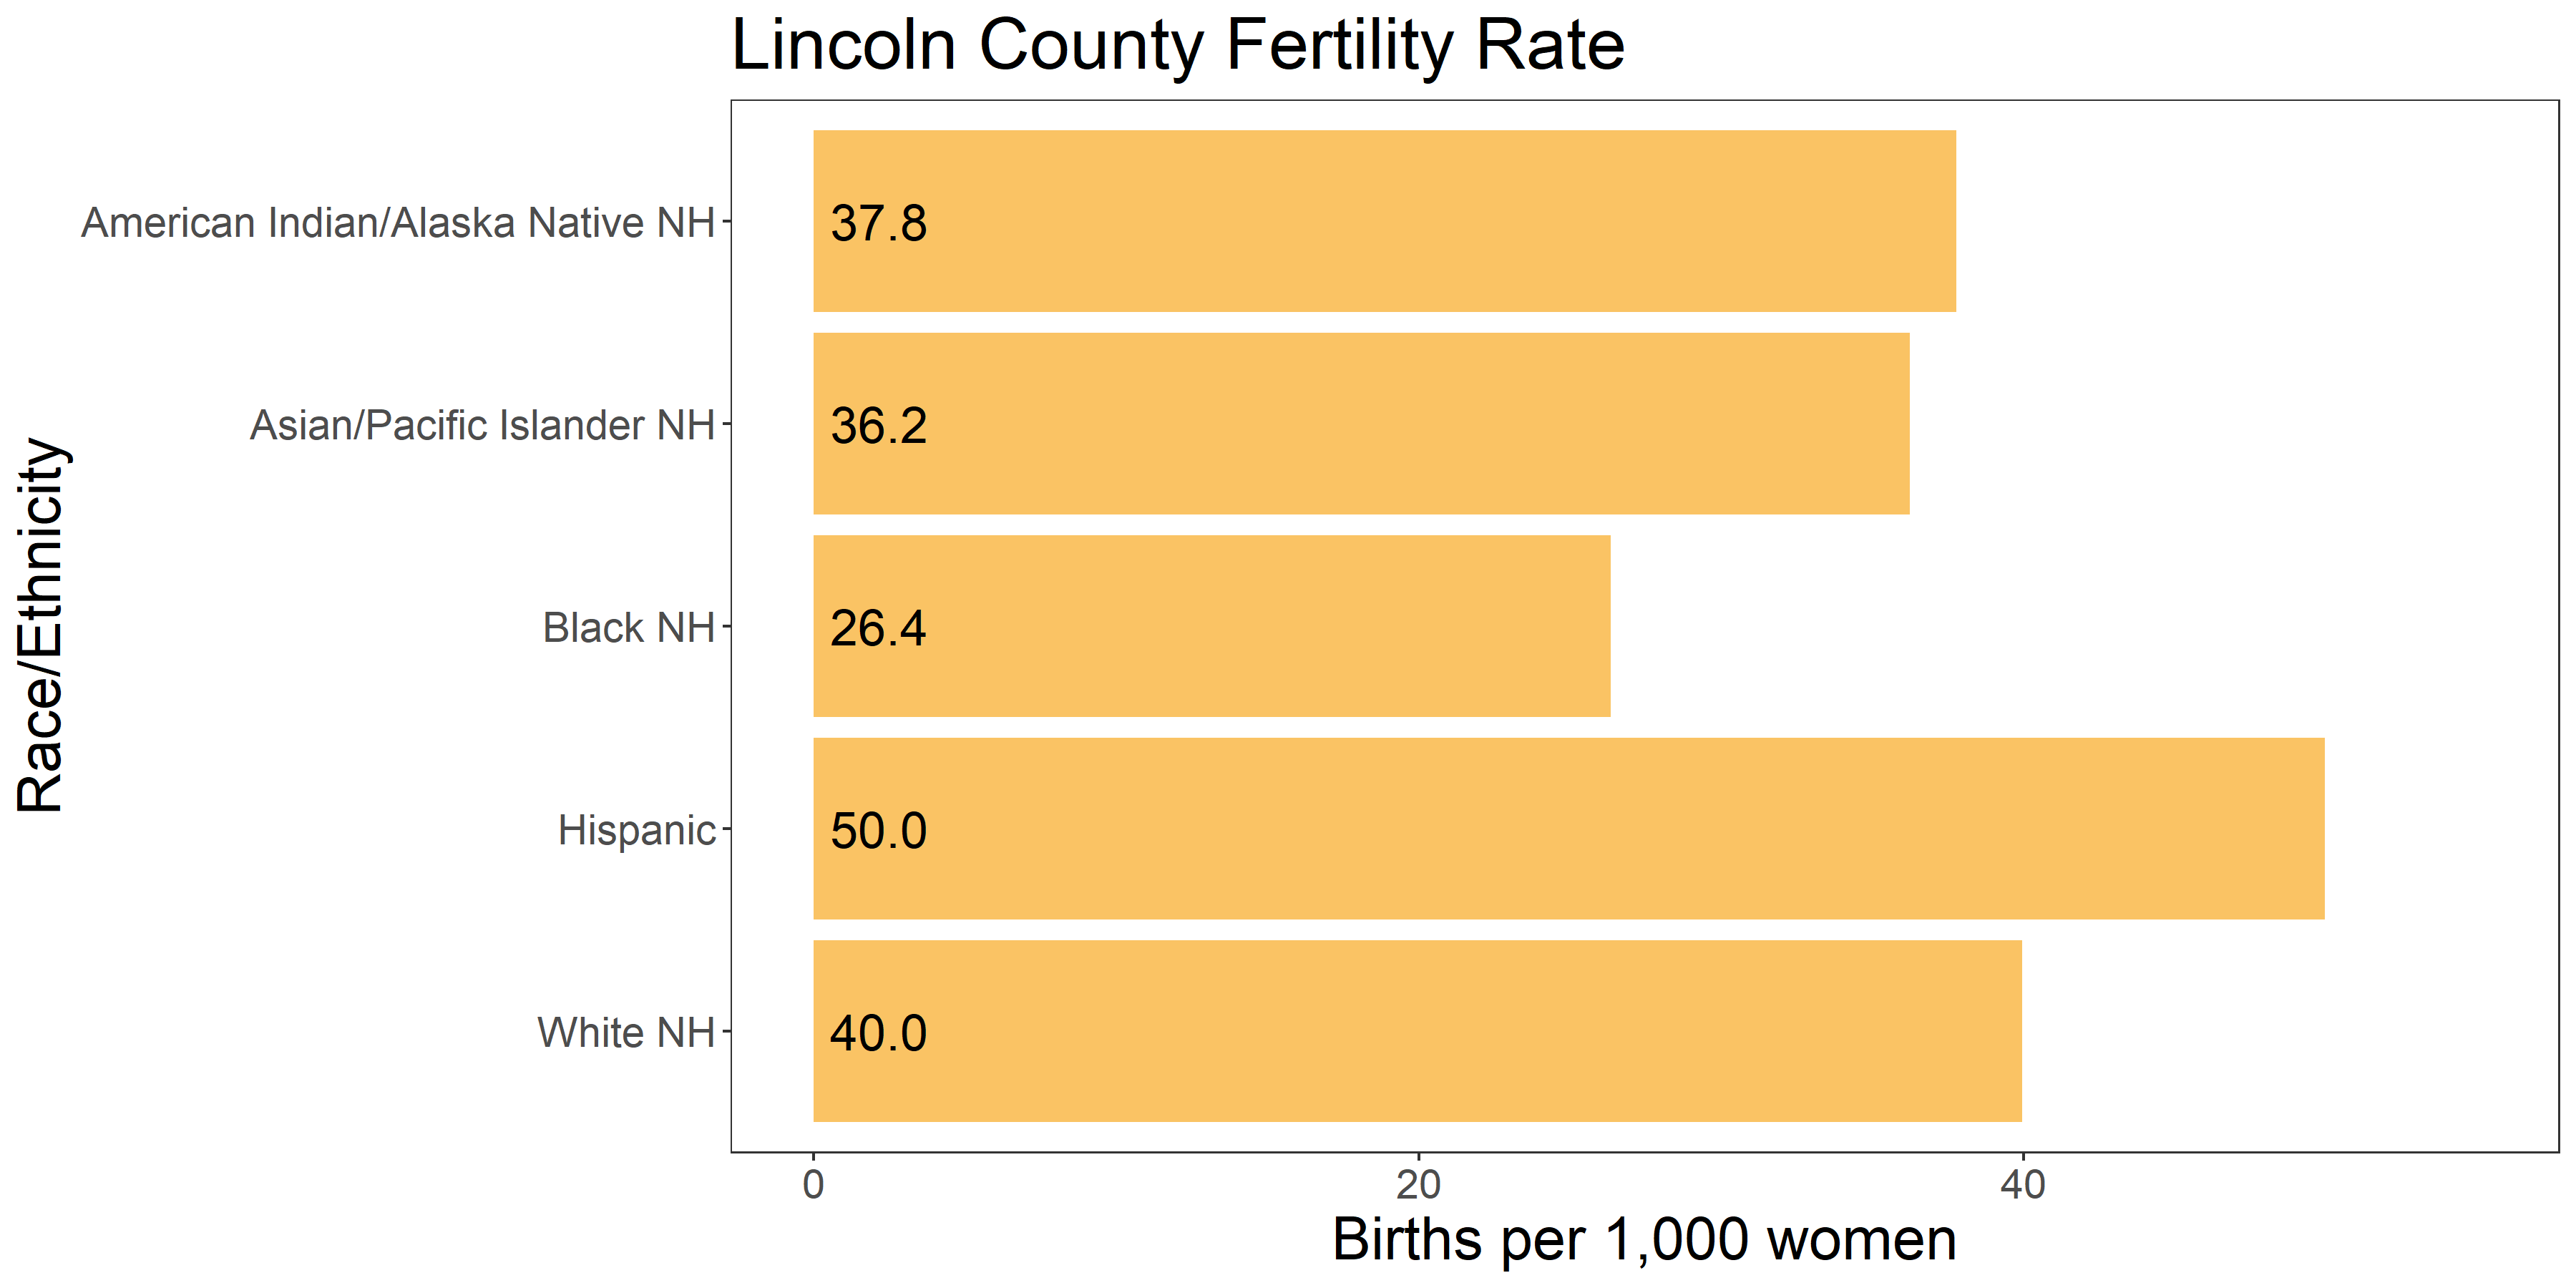 Lincoln County Fertility Rate
Race/Ethnicity
American Indian/Alaska Native NH
37.8
Asian/Pacific Islander NH
36.2
Black NH
26.4
Hispanic
50.0
White NH
40.0
0 20 40
Births per 1,000 women